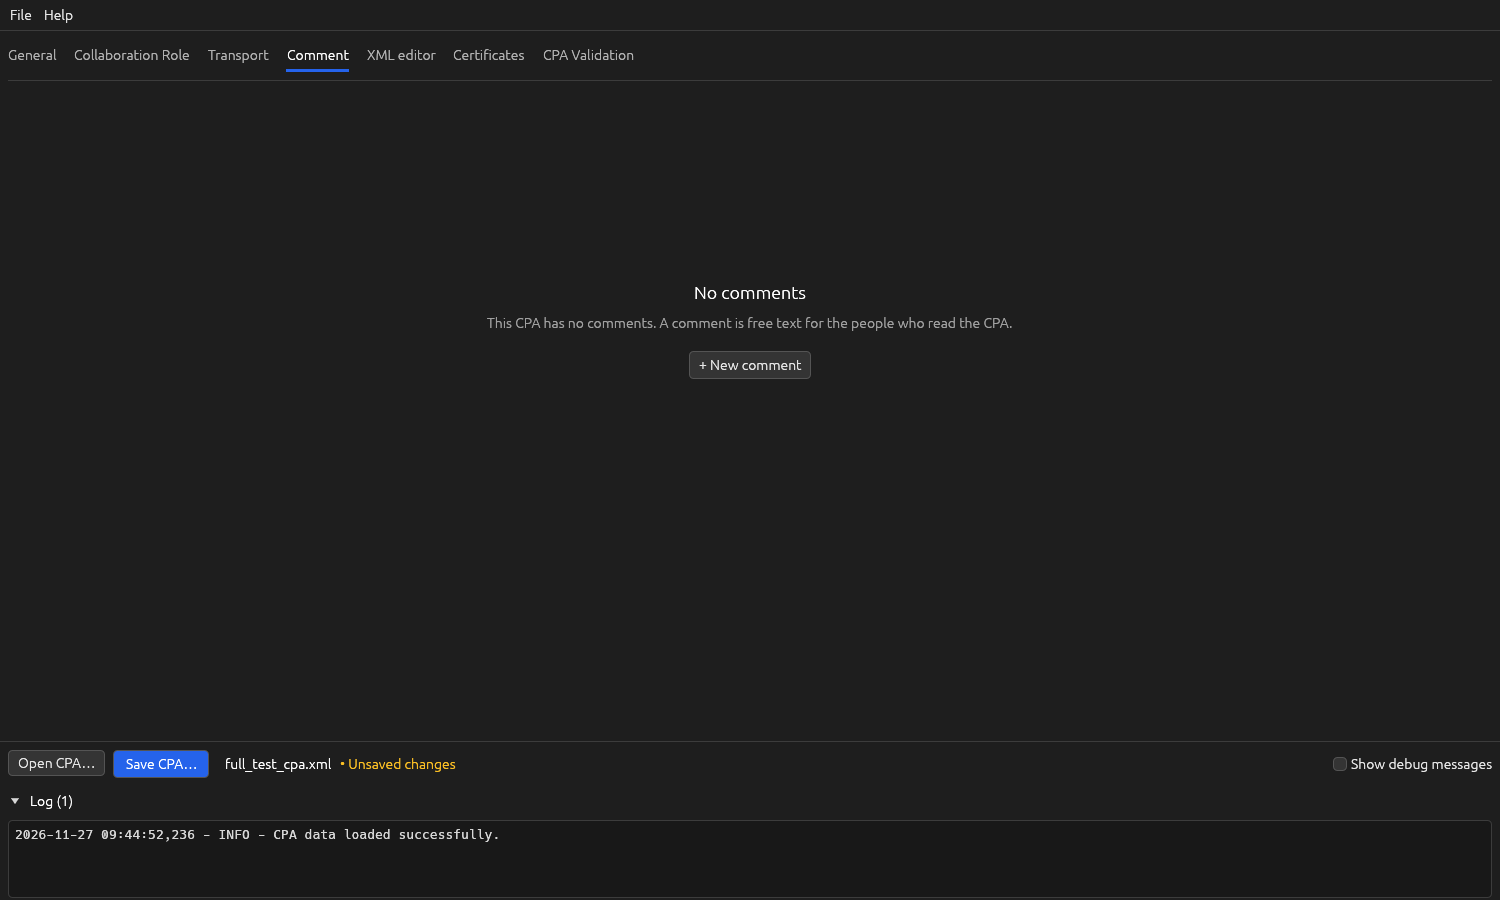 File Help
General Collaboration Role Transport Comment XML editor Certificates CPA Validation
No comments
This CPA has no comments. A comment is free text for the people who read the CPA.
+ New comment
Open CPA... Save CPA... full_test_cpa.xml • Unsaved changes Show debug messages
Log (1)
2026-11-27 09:44:52,236 - INFO - CPA data loaded successfully.